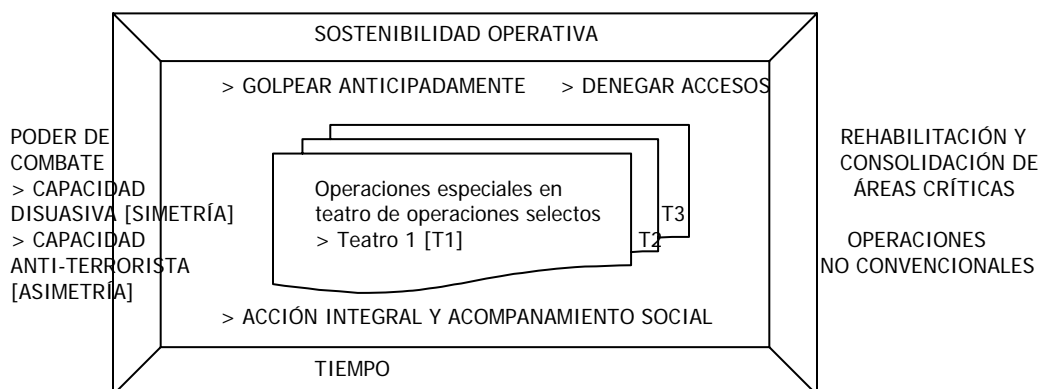 SOSTENIBILIDAD OPERATIVA
> GOLPEAR ANTICIPADAMENTE > DENEGAR ACCESOS
PODER DE
COMBATE
> CAPACIDAD
DISUASIVA [SIMETRÍA]
> CAPACIDAD
ANTI-TERRORISTA
[ASIMETRÍA]
Operaciones especiales en
teatro de operaciones selectos
> Teatro 1 [T1]
T2
T3
REHABILITACIÓN Y
CONSOLIDACIÓN DE
ÁREAS CRÍTICAS
OPERACIONES
NO CONVENCIONALES
> ACCIÓN INTEGRAL Y ACOMPANAMIENTO SOCIAL
TIEMPO